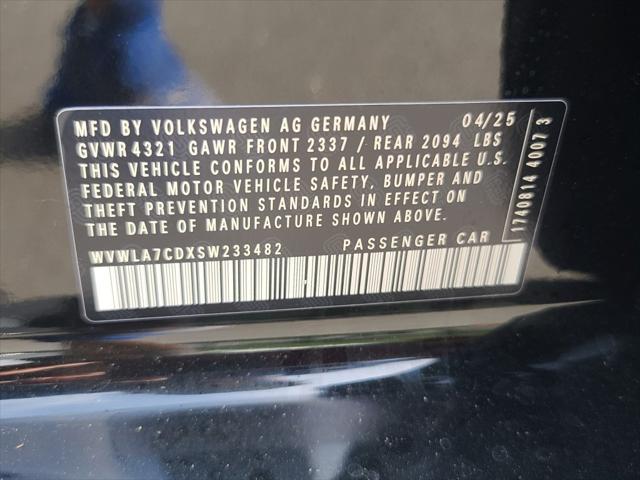 MFD BY VOLKSWAGEN AG GERMANY 04/25
GVWR 4321 GAWR FRONT 2337 / REAR 2094 LBS
THIS VEHICLE CONFORMS TO ALL APPLICABLE U.S.
FEDERAL MOTOR VEHICLE SAFETY, BUMPER AND
THEFT PREVENTION STANDARDS IN EFFECT ON
THE DATE OF MANUFACTURE SHOWN ABOVE.
WVWLA7CDXSW233482 PASSENGER CAR
1740814 4007 3